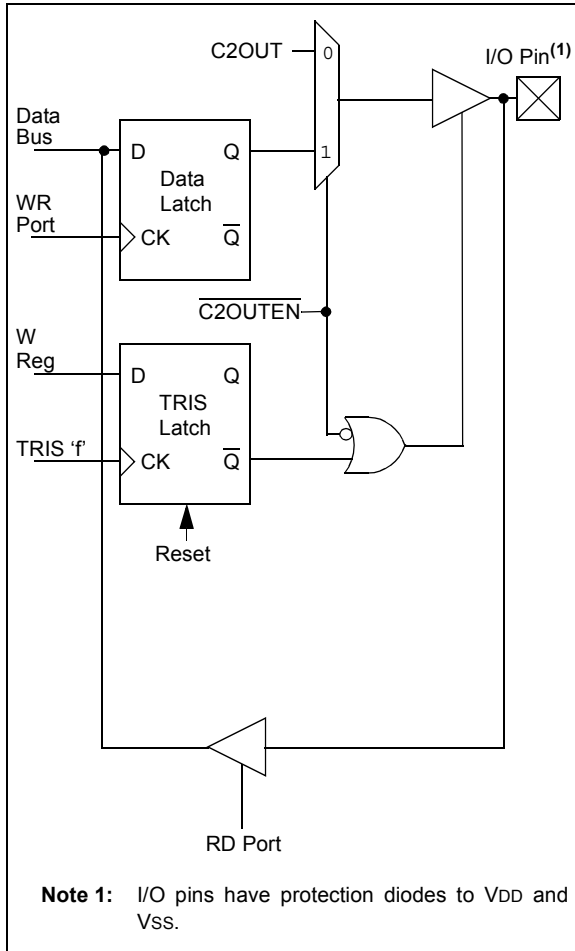 C2OUT
0
I/O Pin(1)
Data
Bus
D
Q
1
Data
Latch
WR
Port
CK
Q̅
C̅2̅O̅U̅T̅E̅N̅
W
Reg
D
Q
TRIS
Latch
TRIS 'f'
CK
Q̅
Reset
RD Port
Note 1: I/O pins have protection diodes to VDD and
VSS.